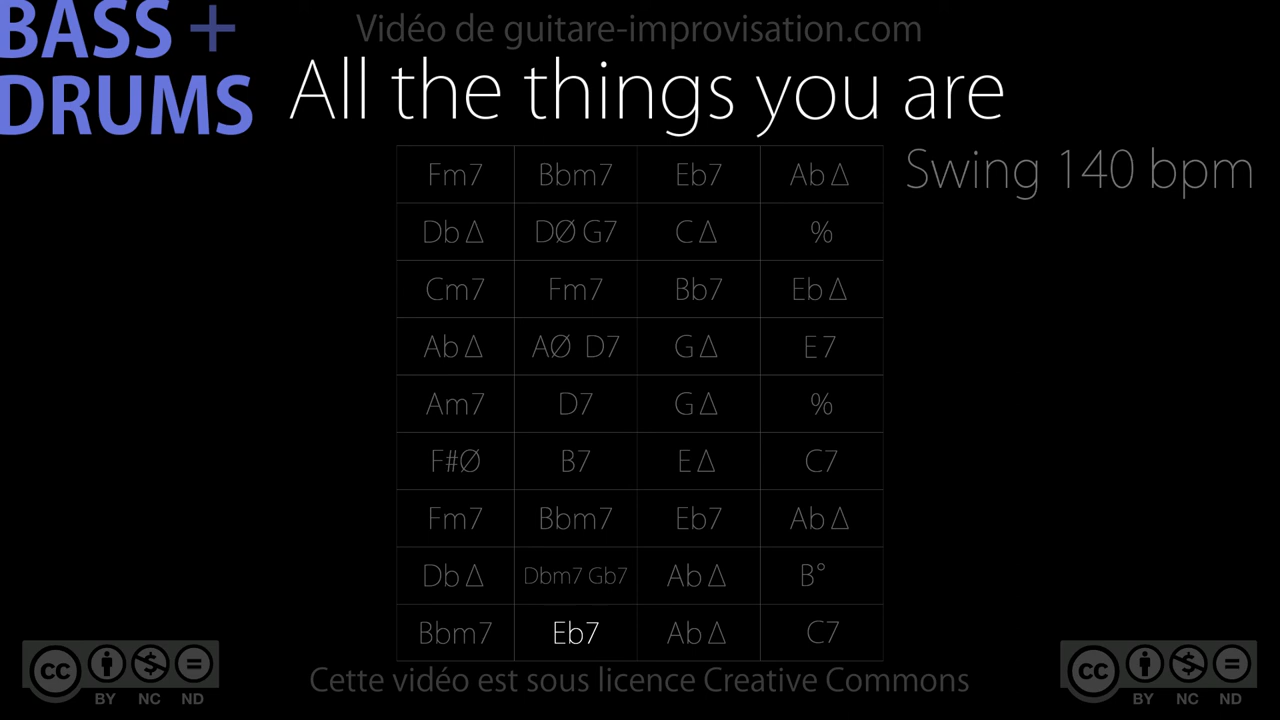 BASS +
DRUMS
Vidéo de guitare-improvisation.com
All the things you are
Swing 140 bpm
Fm7 Bbm7 Eb7 Ab Δ
Db Δ DØ G7 C Δ %
Cm7 Fm7 Bb7 Eb Δ
Ab Δ AØ D7 G Δ E7
Am7 D7 G Δ %
F#Ø B7 E Δ C7
Fm7 Bbm7 Eb7 Ab Δ
Db Δ Dbm7 Gb7 Ab Δ B°
Bbm7 Eb7 Ab Δ C7
cc BY NC ND
Cette vidéo est sous licence Creative Commons
cc BY NC ND